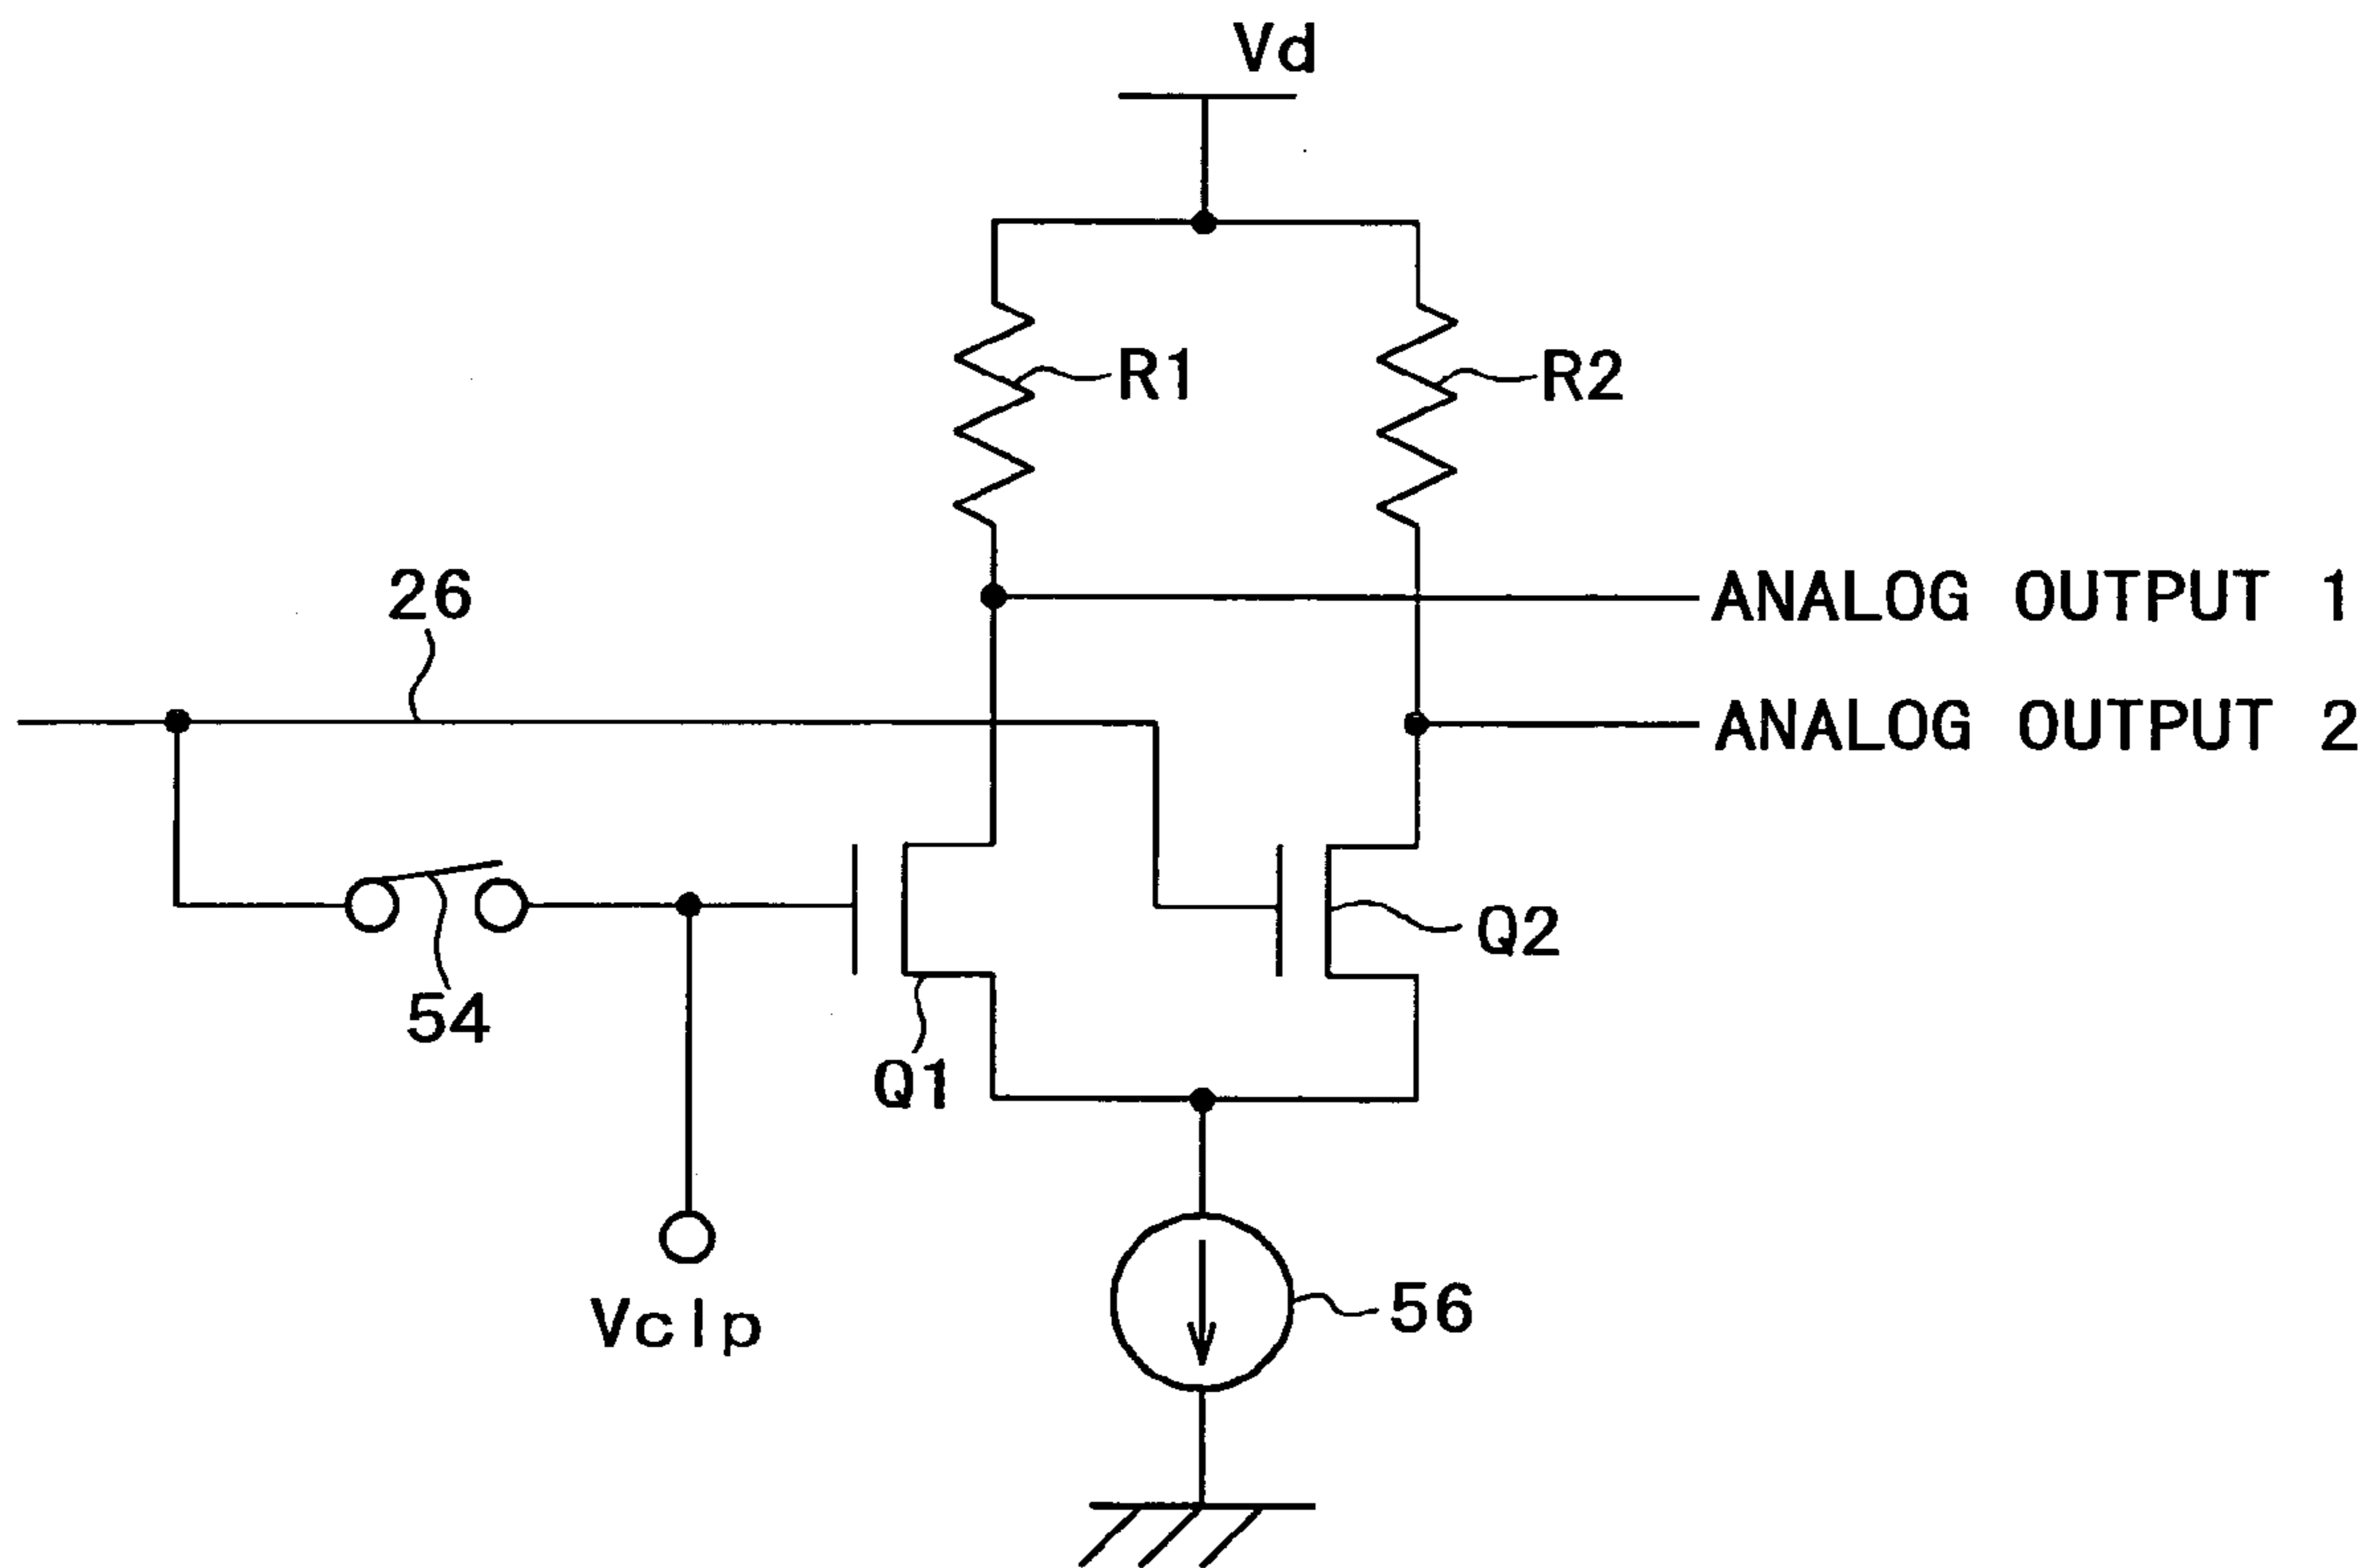 Vd
R1
R2
26
ANALOG OUTPUT 1
ANALOG OUTPUT 2
Q2
54
Q1
Vclp
56